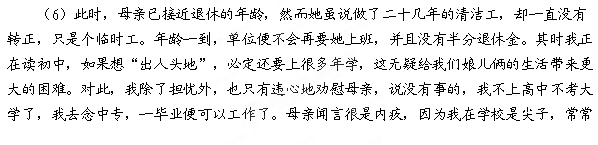 （6）此时，母亲已接近退休的年龄，然而她虽说做了二十几年的清洁工，却一直没有
转正，只是个临时工。年龄一到，单位便不会再要她上班，并且没有半分退休金。其时我正
在读初中，如果想“出人头地”，必定还要上很多年学，这无疑给我们娘儿俩的生活带来更
大的困难。对此，我除了担忧外，也只有违心地劝慰母亲，说没有事的，我不上高中不考大
学了，我去念中专，一毕业便可以工作了。母亲闻言很是内疚，因为我在学校是尖子，常常